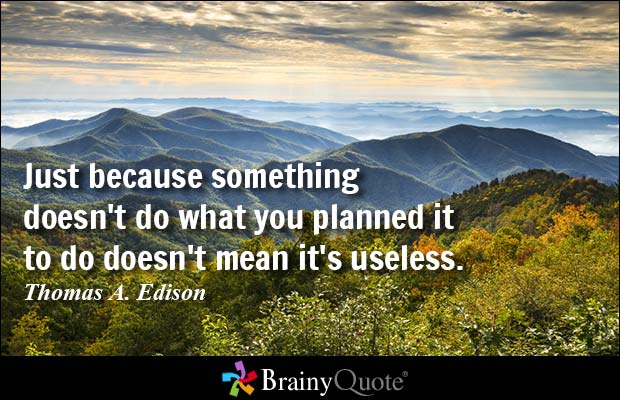 Just because something
doesn't do what you planned it
to do doesn't mean it's useless.
Thomas A. Edison
BrainyQuote®